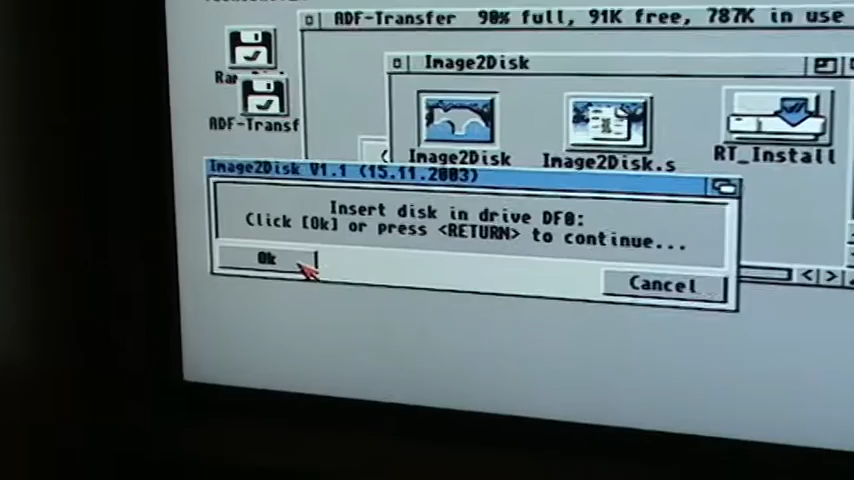 ADF-Transfer 90% full, 91K free, 787K in use
Image2Disk
Ra
ADF-Transf
Image2Disk
Image2Disk.s
RT_Install
Image2Disk V1.1 (15.11.2003)
Insert disk in drive DF0:
Click [Ok] or press <RETURN> to continue...
Ok
Cancel